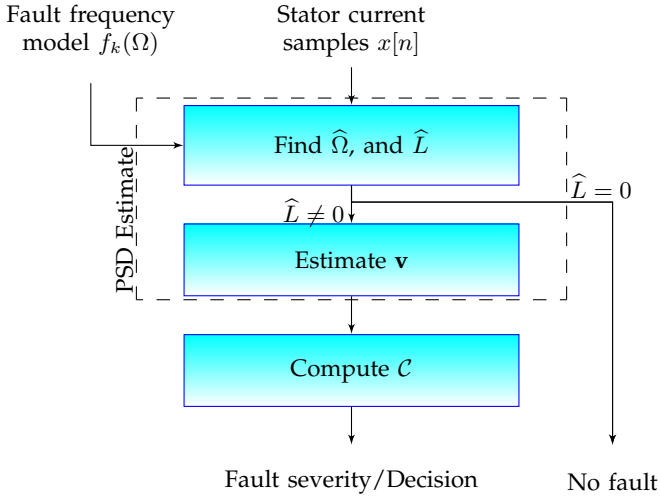 Fault frequency
model $f_k(\Omega)$
Stator current
samples $x[n]$
Find $\widehat{\Omega}$, and $\widehat{L}$
$\widehat{L} = 0$
$\widehat{L} \neq 0$
PSD Estimate
Estimate $\mathbf{v}$
Compute $\mathcal{C}$
Fault severity/Decision
No fault